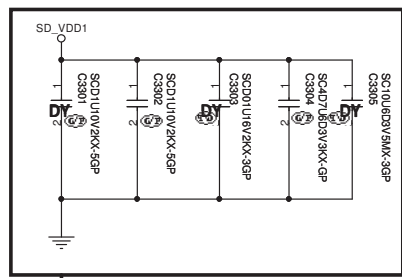 SD_VDD1
1
DY
2
C3301
SCD1U10V2KX-5GP
1
2
C3302
SCD1U10V2KX-5GP
1
DY
2
C3303
SCD01U16V2KX-3GP
1
2
C3304
SC4D7U6D3V3KX-GP
1
DY
2
C3305
SC10U6D3V5MX-3GP